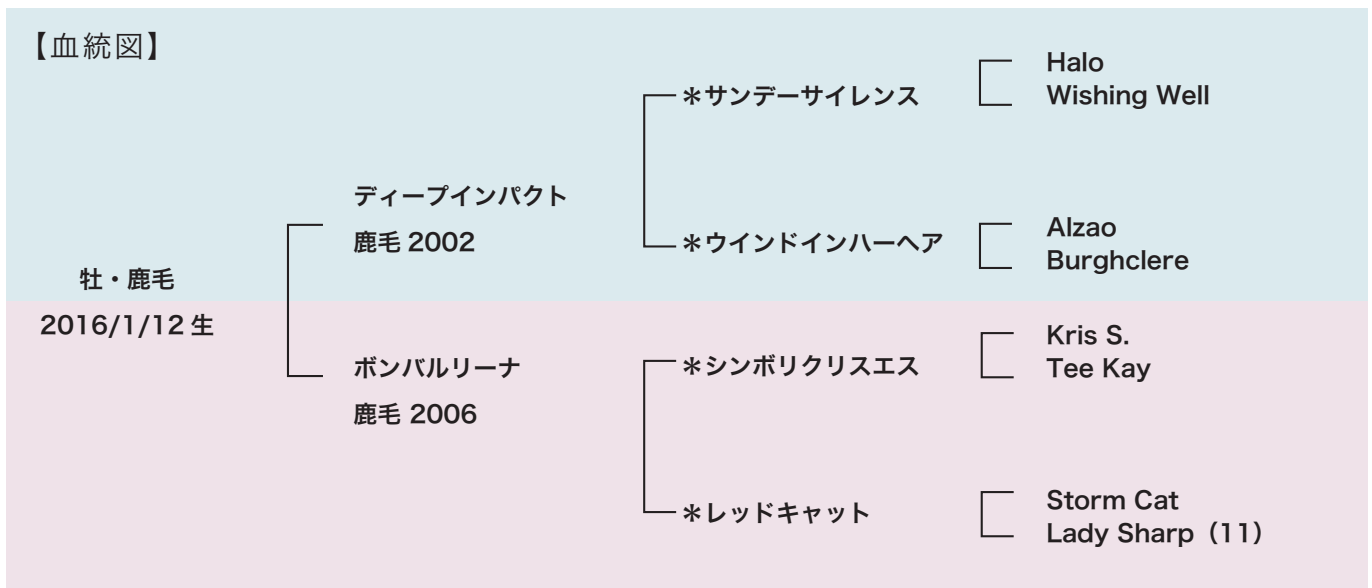 【血統図】
牡・鹿毛
2016/1/12 生
ディープインパクト
鹿毛 2002
ボンバルリーナ
鹿毛 2006
＊サンデーサイレンス
＊ウインドインハーヘア
＊シンボリクリスエス
＊レッドキャット
Halo
Wishing Well
Alzao
Burghclere
Kris S.
Tee Kay
Storm Cat
Lady Sharp（11）